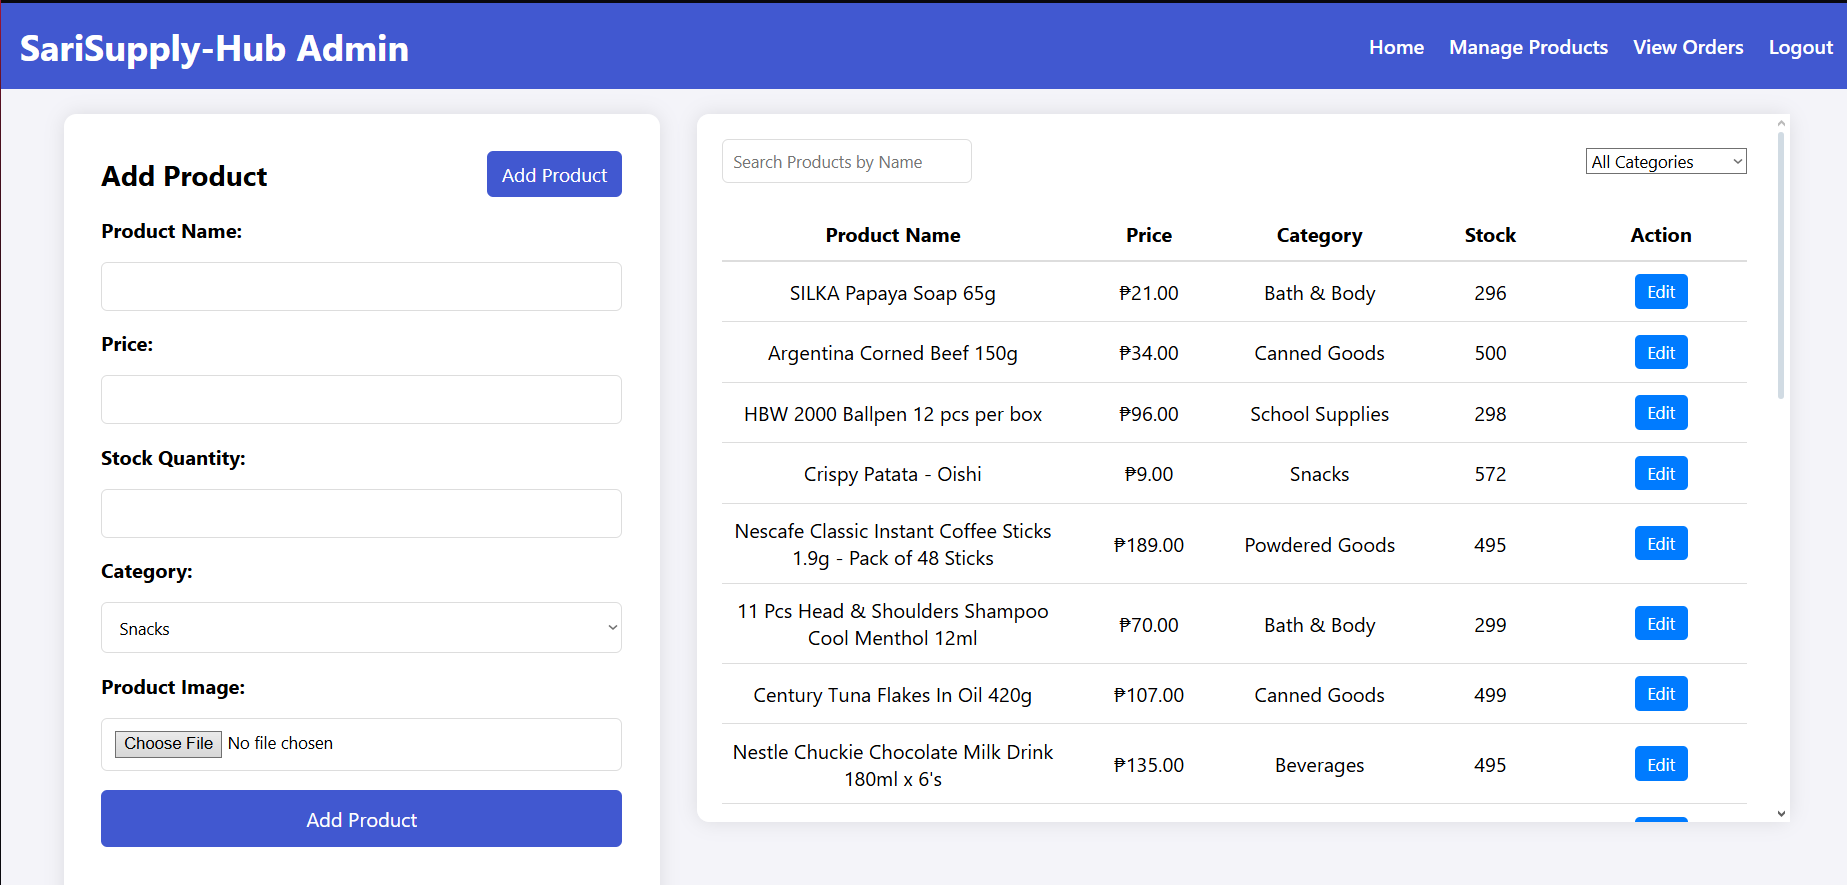 SariSupply-Hub Admin
Home Manage Products View Orders Logout
Add Product
Add Product
Product Name:
Price:
Stock Quantity:
Category:
Snacks
Product Image:
Choose File No file chosen
Add Product
Search Products by Name
All Categories
Product Name Price Category Stock Action
SILKA Papaya Soap 65g ₱21.00 Bath & Body 296 Edit
Argentina Corned Beef 150g ₱34.00 Canned Goods 500 Edit
HBW 2000 Ballpen 12 pcs per box ₱96.00 School Supplies 298 Edit
Crispy Patata - Oishi ₱9.00 Snacks 572 Edit
Nescafe Classic Instant Coffee Sticks
1.9g - Pack of 48 Sticks ₱189.00 Powdered Goods 495 Edit
11 Pcs Head & Shoulders Shampoo
Cool Menthol 12ml ₱70.00 Bath & Body 299 Edit
Century Tuna Flakes In Oil 420g ₱107.00 Canned Goods 499 Edit
Nestle Chuckie Chocolate Milk Drink
180ml x 6's ₱135.00 Beverages 495 Edit